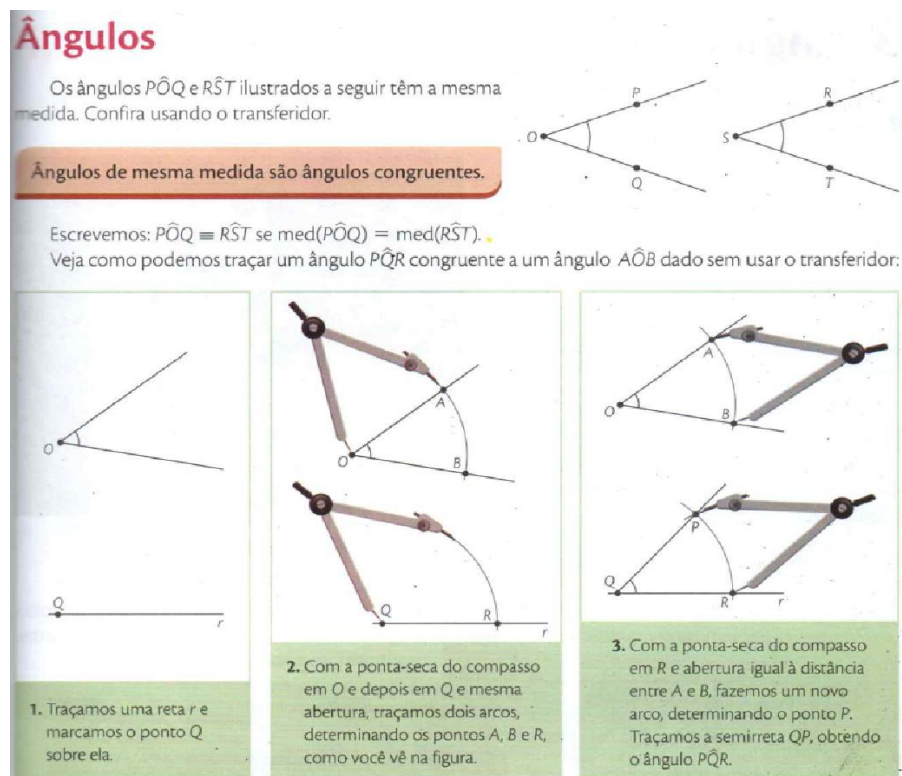 Ângulos
Os ângulos PÔQ e RŜT ilustrados a seguir têm a mesma
medida. Confira usando o transferidor.
P
O
Q
R
S
T
Ângulos de mesma medida são ângulos congruentes.
Escrevemos: PÔQ ≡ RŜT se med(PÔQ) = med(RŜT).
Veja como podemos traçar um ângulo PQ̂R congruente a um ângulo AÔB dado sem usar o transferidor:
O
Q
r
1. Traçamos uma reta r e
marcamos o ponto Q
sobre ela.
A
O
B
Q
R
r
2. Com a ponta-seca do compasso
em O e depois em Q e mesma
abertura, traçamos dois arcos,
determinando os pontos A, B e R,
como você vê na figura.
A
O
B
P
Q
R
r
3. Com a ponta-seca do compasso
em R e abertura igual à distância
entre A e B, fazemos um novo
arco, determinando o ponto P.
Traçamos a semirreta QP, obtendo
o ângulo PQ̂R.